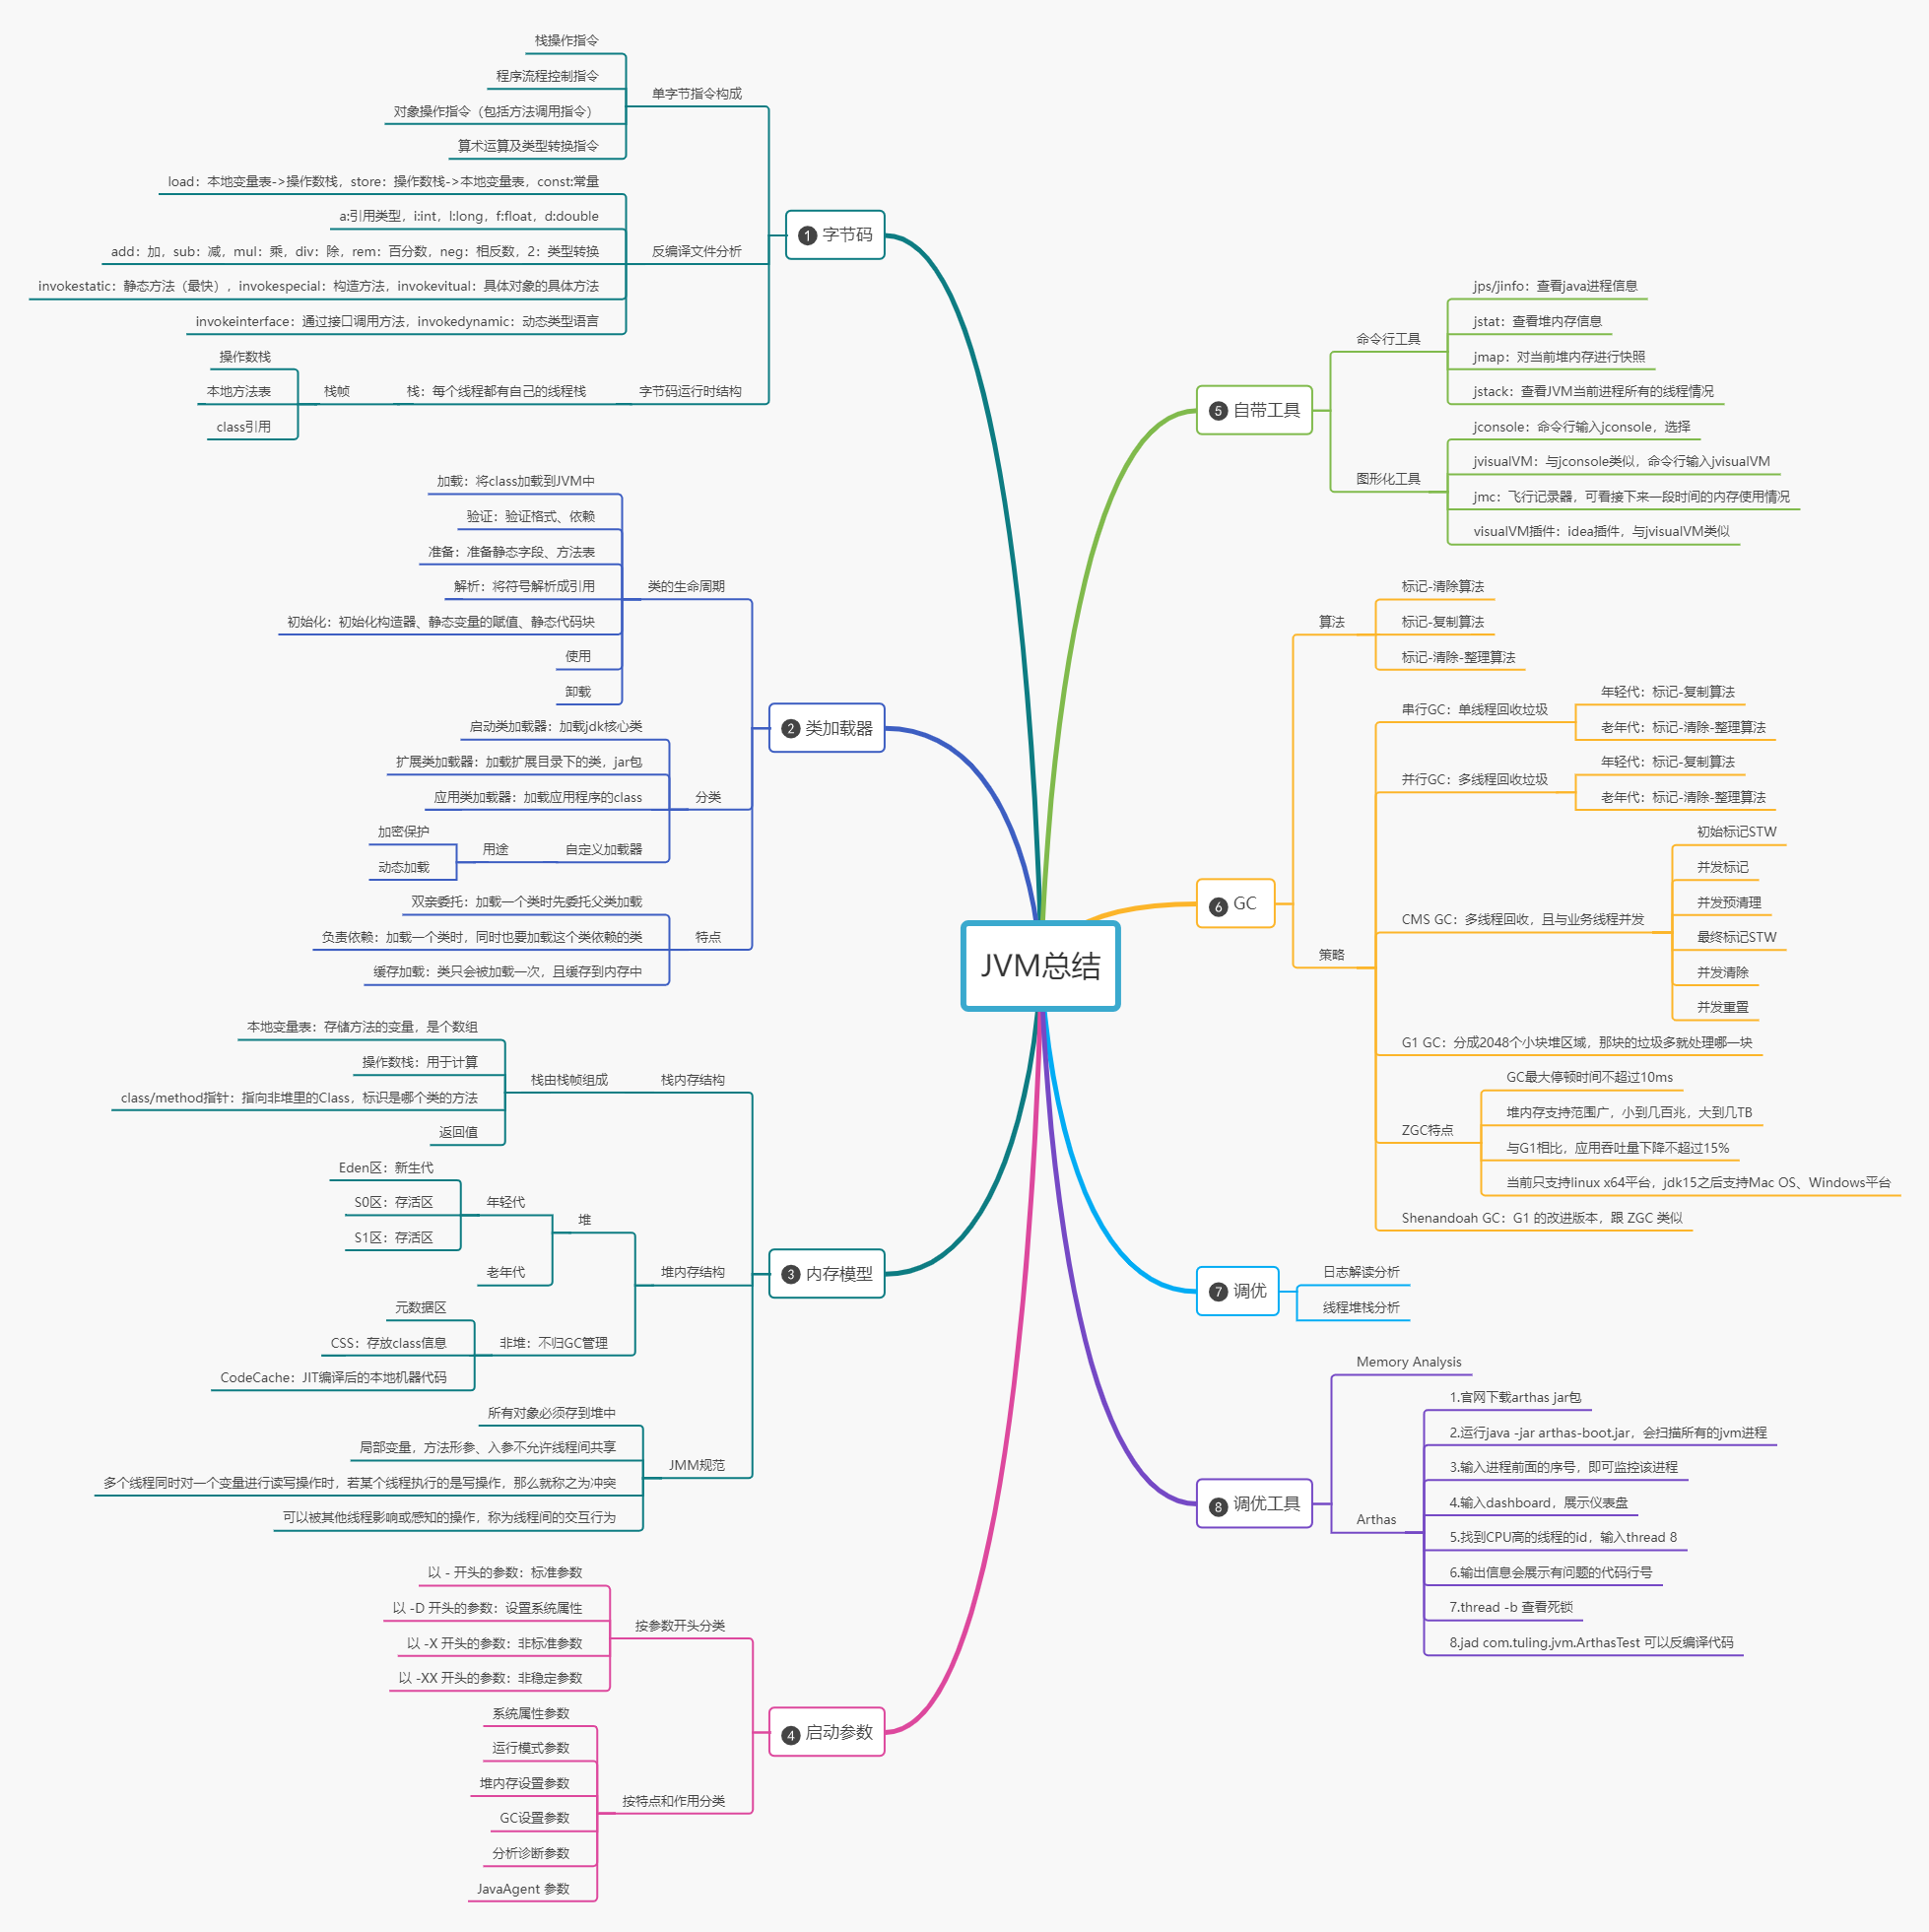 JVM总结
1 字节码
单字节指令构成
栈操作指令
程序流程控制指令
对象操作指令（包括方法调用指令）
算术运算及类型转换指令
反编译文件分析
load：本地变量表->操作数栈，store：操作数栈->本地变量表，const:常量
a:引用类型，i:int，l:long，f:float，d:double
add：加，sub：减，mul：乘，div：除，rem：百分数，neg：相反数，2：类型转换
invokestatic：静态方法（最快），invokespecial：构造方法，invokevitual：具体对象的具体方法
invokeinterface：通过接口调用方法，invokedynamic：动态类型语言
字节码运行时结构
栈：每个线程都有自己的线程栈
栈帧
操作数栈
本地方法表
class引用
2 类加载器
类的生命周期
加载：将class加载到JVM中
验证：验证格式、依赖
准备：准备静态字段、方法表
解析：将符号解析成引用
初始化：初始化构造器、静态变量的赋值、静态代码块
使用
卸载
分类
启动类加载器：加载jdk核心类
扩展类加载器：加载扩展目录下的类，jar包
应用类加载器：加载应用程序的class
自定义加载器
用途
加密保护
动态加载
特点
双亲委托：加载一个类时先委托父类加载
负责依赖：加载一个类时，同时也要加载这个类依赖的类
缓存加载：类只会被加载一次，且缓存到内存中
3 内存模型
栈内存结构
栈由栈帧组成
本地变量表：存储方法的变量，是个数组
操作数栈：用于计算
class/method指针：指向非堆里的Class，标识是哪个类的方法
返回值
堆内存结构
堆
年轻代
Eden区：新生代
S0区：存活区
S1区：存活区
老年代
非堆：不归GC管理
元数据区
CSS：存放class信息
CodeCache：JIT编译后的本地机器代码
JMM规范
所有对象必须存到堆中
局部变量，方法形参、入参不允许线程间共享
多个线程同时对一个变量进行读写操作时，若某个线程执行的是写操作，那么就称之为冲突
可以被其他线程影响或感知的操作，称为线程间的交互行为
4 启动参数
按参数开头分类
以 - 开头的参数：标准参数
以 -D 开头的参数：设置系统属性
以 -X 开头的参数：非标准参数
以 -XX 开头的参数：非稳定参数
按特点和作用分类
系统属性参数
运行模式参数
堆内存设置参数
GC设置参数
分析诊断参数
JavaAgent 参数
5 自带工具
命令行工具
jps/jinfo：查看java进程信息
jstat：查看堆内存信息
jmap：对当前堆内存进行快照
jstack：查看JVM当前进程所有的线程情况
图形化工具
jconsole：命令行输入jconsole，选择
jvisualVM：与jconsole类似，命令行输入jvisualVM
jmc：飞行记录器，可看接下来一段时间的内存使用情况
visualVM插件：idea插件，与jvisualVM类似
6 GC
算法
标记-清除算法
标记-复制算法
标记-清除-整理算法
策略
串行GC：单线程回收垃圾
年轻代：标记-复制算法
老年代：标记-清除-整理算法
并行GC：多线程回收垃圾
年轻代：标记-复制算法
老年代：标记-清除-整理算法
CMS GC：多线程回收，且与业务线程并发
初始标记STW
并发标记
并发预清理
最终标记STW
并发清除
并发重置
G1 GC：分成2048个小块堆区域，那块的垃圾多就处理哪一块
ZGC特点
GC最大停顿时间不超过10ms
堆内存支持范围广，小到几百兆，大到几TB
与G1相比，应用吞吐量下降不超过15%
当前只支持linux x64平台，jdk15之后支持Mac OS、Windows平台
Shenandoah GC：G1 的改进版本，跟 ZGC 类似
7 调优
日志解读分析
线程堆栈分析
8 调优工具
Memory Analysis
Arthas
1.官网下载arthas jar包
2.运行java -jar arthas-boot.jar，会扫描所有的jvm进程
3.输入进程前面的序号，即可监控该进程
4.输入dashboard，展示仪表盘
5.找到CPU高的线程的id，输入thread 8
6.输出信息会展示有问题的代码行号
7.thread -b 查看死锁
8.jad com.tuling.jvm.ArthasTest 可以反编译代码